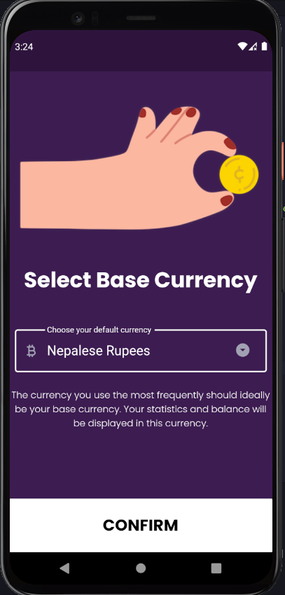 3:24
Select Base Currency
Choose your default currency
Nepalese Rupees
The currency you use the most frequently should ideally
be your base currency. Your statistics and balance will
be displayed in this currency.
CONFIRM